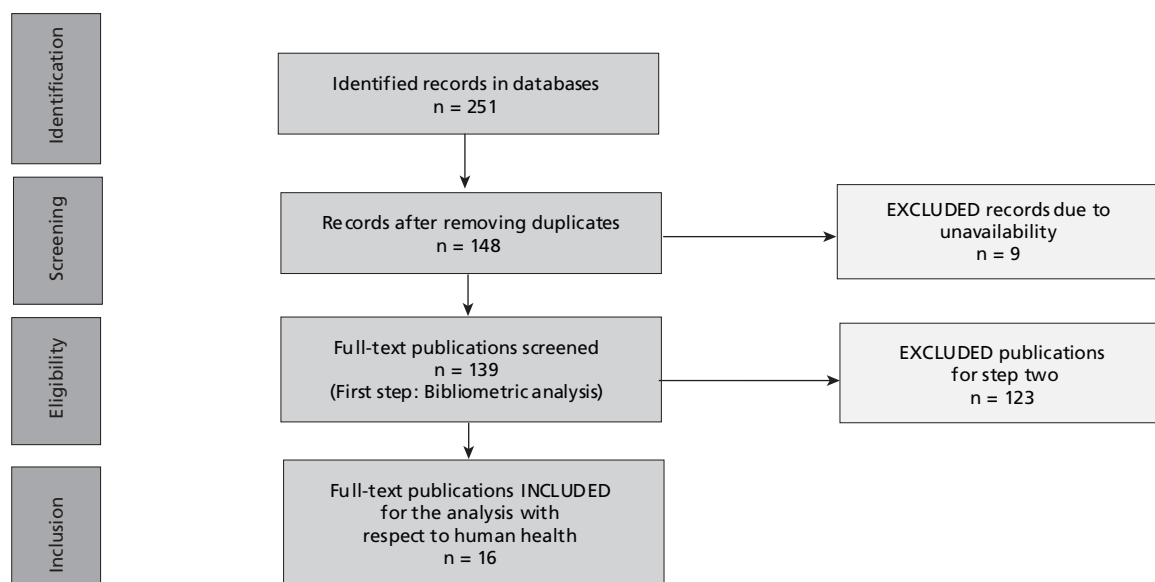 Identification
Identified records in databases
n = 251
Screening
Records after removing duplicates
n = 148
EXCLUDED records due to
unavailability
n = 9
Eligibility
Full-text publications screened
n = 139
(First step: Bibliometric analysis)
EXCLUDED publications
for step two
n = 123
Inclusion
Full-text publications INCLUDED
for the analysis with
respect to human health
n = 16